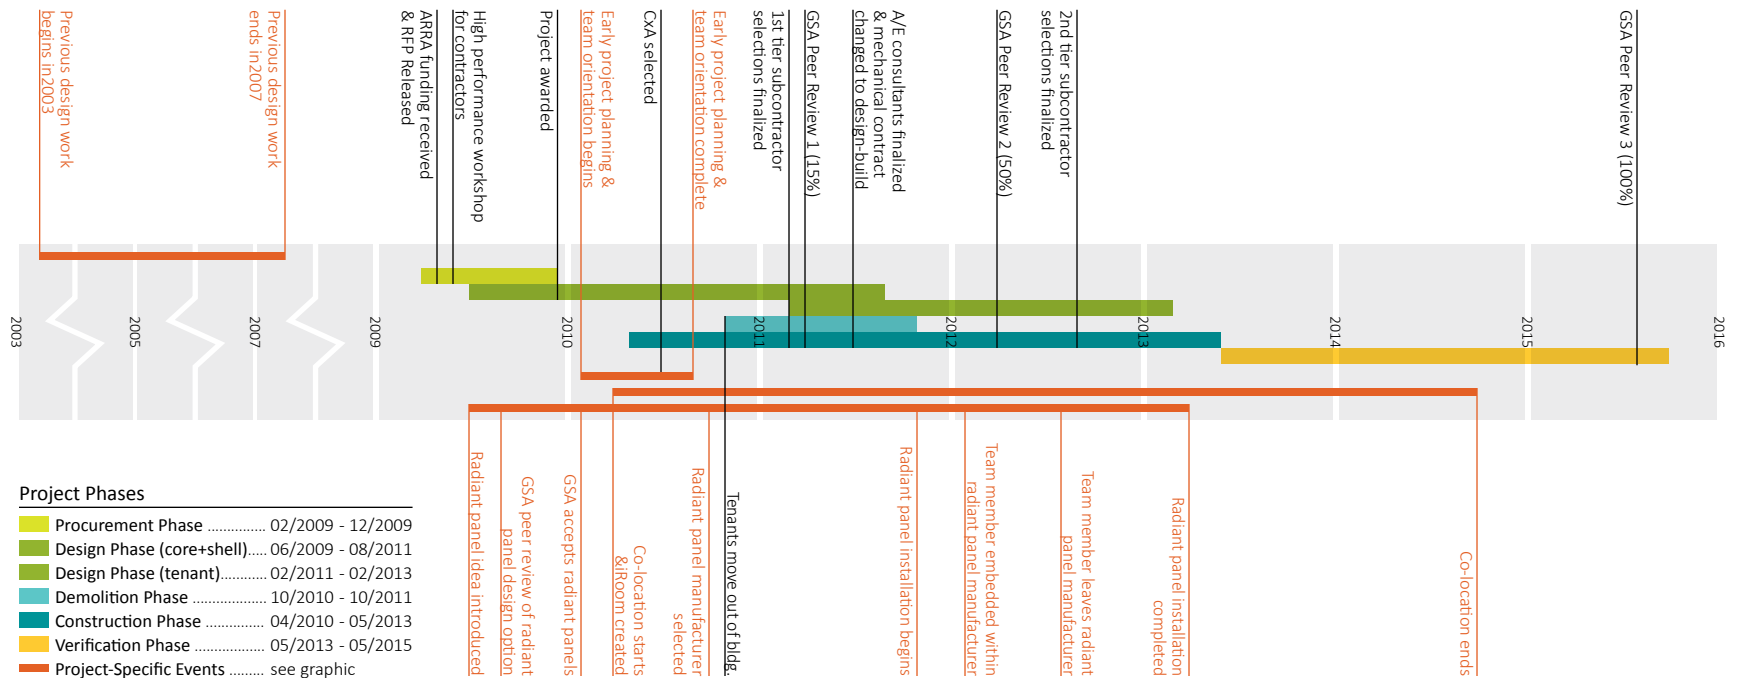 Previous design work
begins in2003
Previous design work
ends in2007
ARRA funding received
& RFP Released
High performance workshop
for contractors
Project awarded
Early project planning &
team orientation begins
CxA selected
Early project planning &
team orientation complete
1st tier subcontractor
selections finalized
GSA Peer Review 1 (15%)
A/E consultants finalized
& mechanical contract
changed to design-build
GSA Peer Review 2 (50%)
2nd tier subcontractor
selections finalized
GSA Peer Review 3 (100%)
2003
2005
2007
2009
2010
2011
2012
2013
2014
2015
2016
Radiant panel idea introduced
GSA peer review of radiant
panel design option
GSA accepts radiant panels
Co-location starts
&iRoom created
Radiant panel manufacturer
selected
Tenants move out of bldg.
Radiant panel installation begins
Team member embedded within
radiant panel manufacturer
Team member leaves radiant
panel manufacturer
Radiant panel installation
completed
Co-location ends
Project Phases
Procurement Phase ............... 02/2009 - 12/2009
Design Phase (core+shell)..... 06/2009 - 08/2011
Design Phase (tenant)............ 02/2011 - 02/2013
Demolition Phase ................... 10/2010 - 10/2011
Construction Phase ................ 04/2010 - 05/2013
Verification Phase ................... 05/2013 - 05/2015
Project-Specific Events ......... see graphic